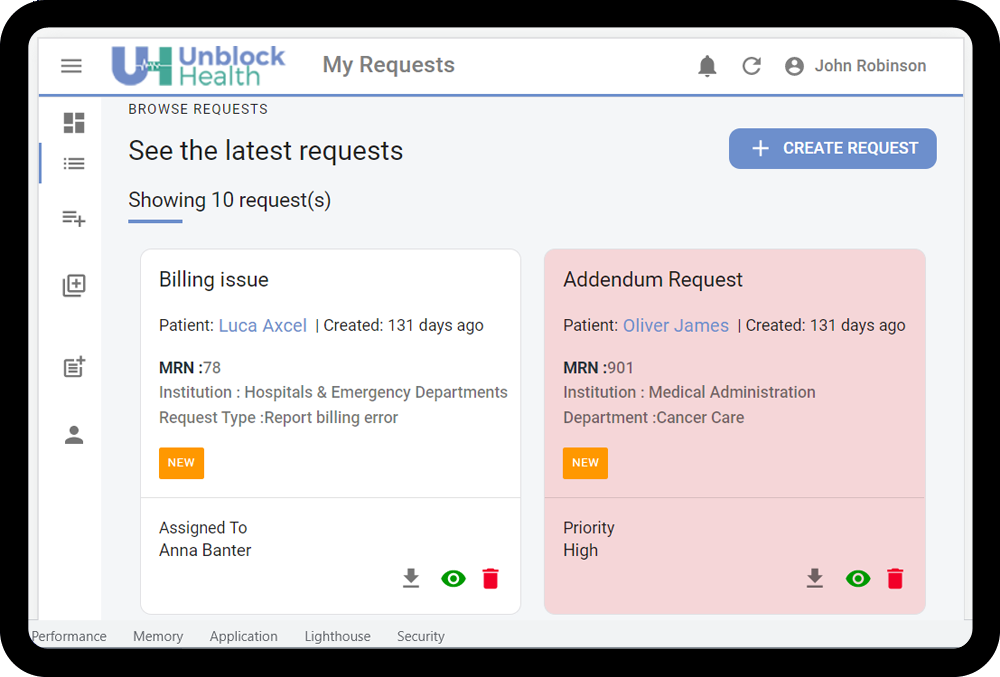 Unblock Health
My Requests
John Robinson
BROWSE REQUESTS
See the latest requests
+ CREATE REQUEST
Showing 10 request(s)
Billing issue
Patient: Luca Axcel | Created: 131 days ago
MRN :78
Institution : Hospitals & Emergency Departments
Request Type :Report billing error
NEW
Assigned To
Anna Banter
Addendum Request
Patient: Oliver James | Created: 131 days ago
MRN :901
Institution : Medical Administration
Department :Cancer Care
NEW
Priority
High
Performance Memory Application Lighthouse Security